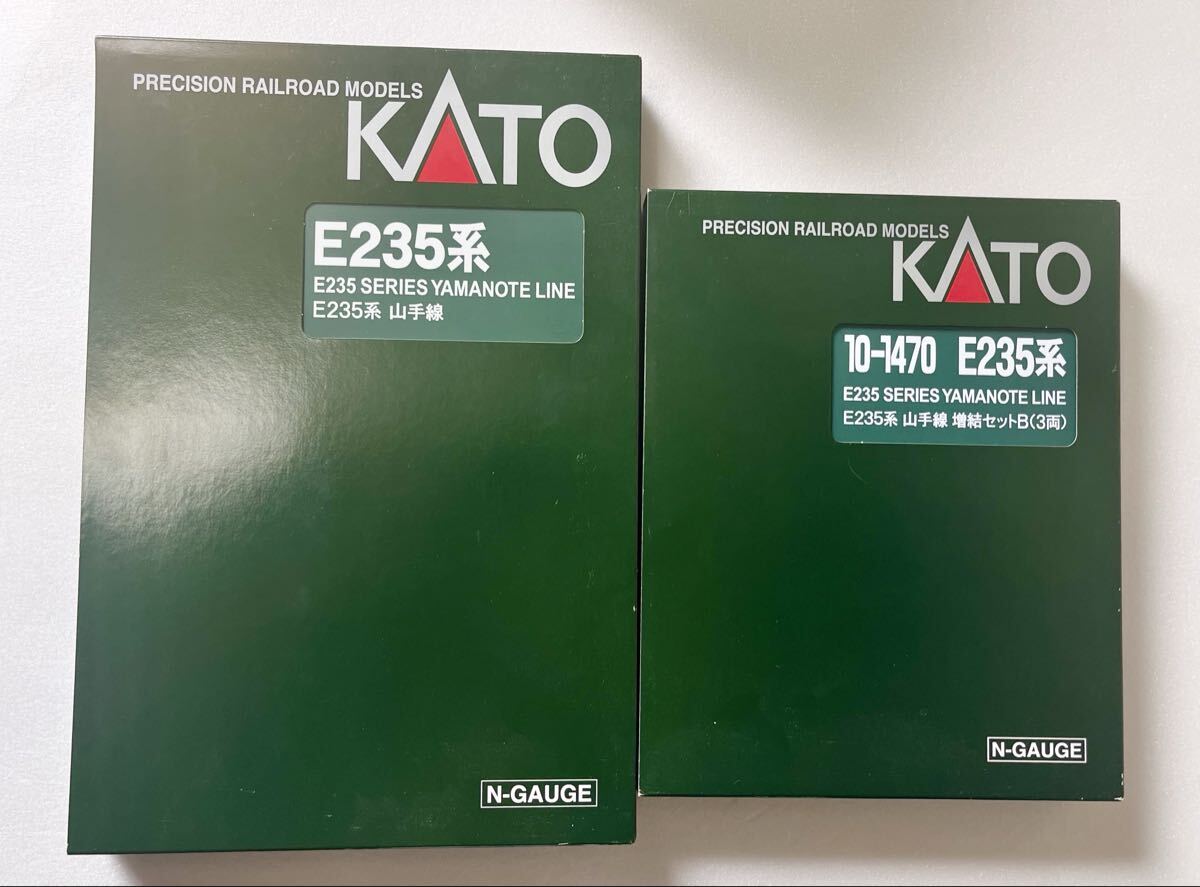 PRECISION RAILROAD MODELS
KATO
E235系
E235 SERIES YAMANOTE LINE
E235系 山手線
N-GAUGE
PRECISION RAILROAD MODELS
KATO
10-1470 E235系
E235 SERIES YAMANOTE LINE
E235系 山手線 増結セットB(3両)
N-GAUGE